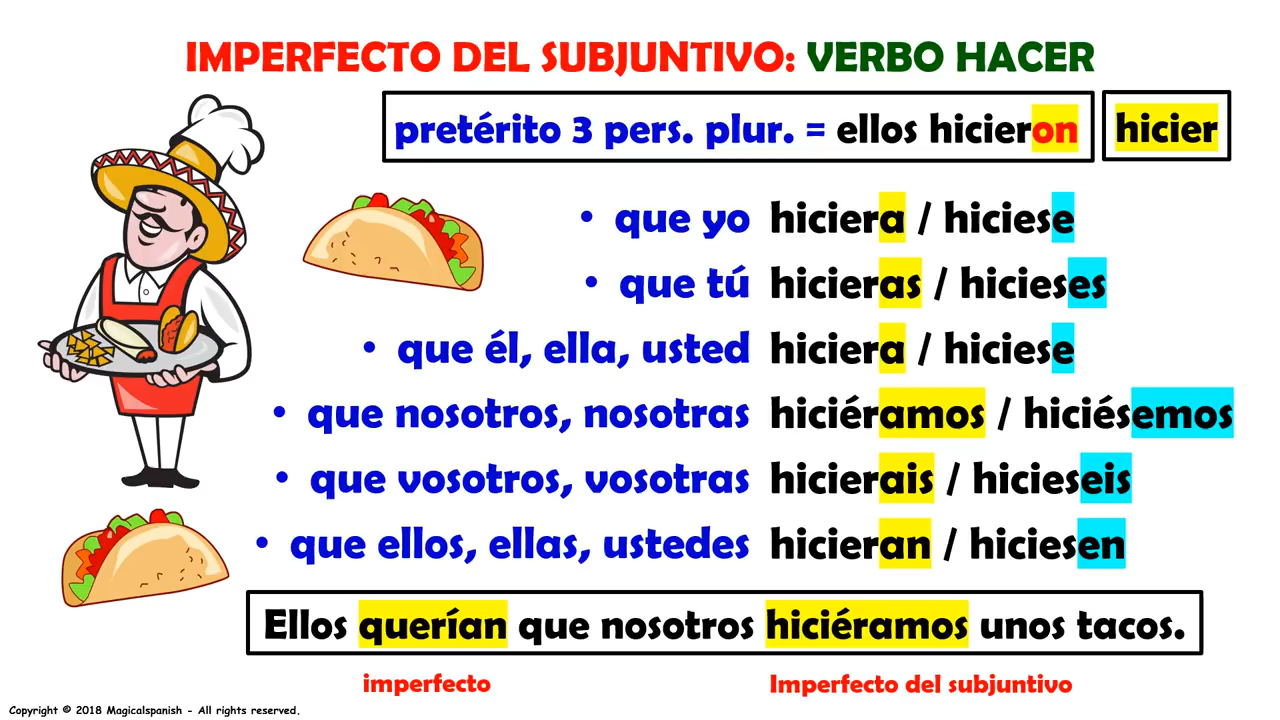 IMPERFECTO DEL SUBJUNTIVO: VERBO HACER
pretérito 3 pers. plur. = ellos hicieron hicier
• que yo hiciera / hiciese
• que tú hicieras / hicieses
• que él, ella, usted hiciera / hiciese
• que nosotros, nosotras hiciéramos / hiciésemos
• que vosotros, vosotras hicierais / hicieseis
• que ellos, ellas, ustedes hicieran / hiciesen
Ellos querían que nosotros hiciéramos unos tacos.
imperfecto Imperfecto del subjuntivo
Copyright © 2018 Magicalspanish - All rights reserved.